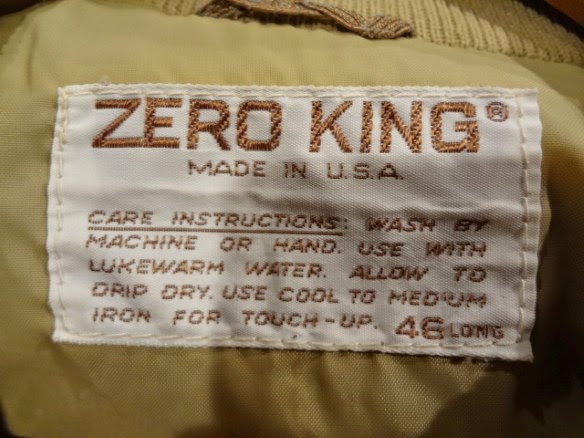 ZERO KING®
MADE IN U.S.A.
CARE INSTRUCTIONS: WASH BY
MACHINE OR HAND. USE WITH
LUKEWARM WATER. ALLOW TO
DRIP DRY. USE COOL TO MEDIUM
IRON FOR TOUCH-UP. 46 LONG